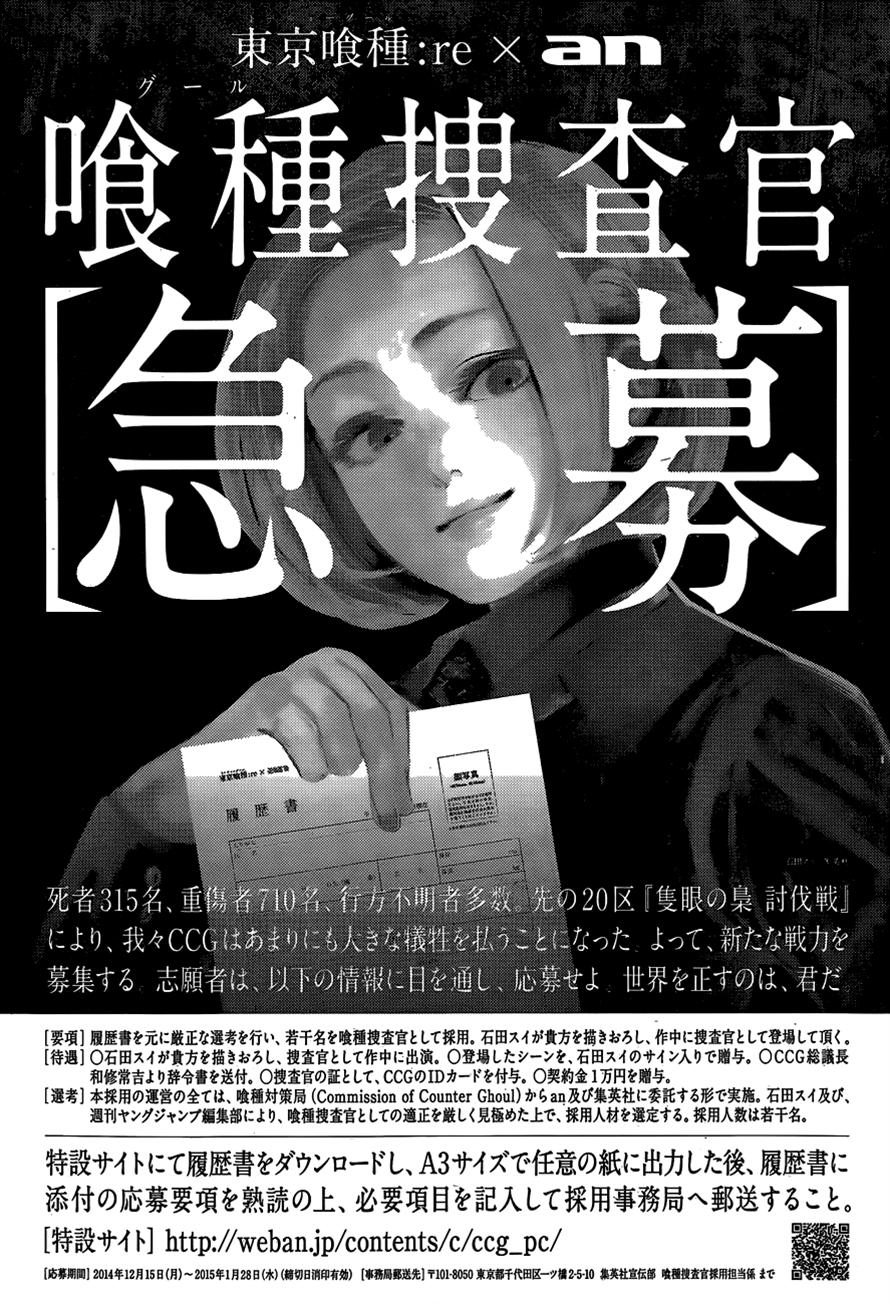 東京喰種:re × an
グール
喰種捜査官
[急募]
履歴書
死者315名、重傷者710名、行方不明者多数。先の20区『隻眼の梟 討伐戦』
により、我々CCGはあまりにも大きな犠牲を払うことになった。よって、新たな戦力を
募集する。志願者は、以下の情報に目を通し、応募せよ。世界を正すのは、君だ。
[要項] 履歴書を元に厳正な選考を行い、若干名を喰種捜査官として採用。石田スイが貴方を描きおろし、作中に捜査官として登場して頂く。
[待遇] 〇石田スイが貴方を描きおろし、捜査官として作中に出演。〇登場したシーンを、石田スイのサイン入りで贈与。〇CCG総議長
和修常吉より辞令書を送付。〇捜査官の証として、CCGのIDカードを付与。〇契約金1万円を贈与。
[選考] 本採用の運営の全ては、喰種対策局(Commission of Counter Ghoul)からan及び集英社に委託する形で実施。石田スイ及び、
週刊ヤングジャンプ編集部により、喰種捜査官としての適正を厳しく見極めた上で、採用人材を選定する。採用人数は若干名。
特設サイトにて履歴書をダウンロードし、A3サイズで任意の紙に出力した後、履歴書に
添付の応募要項を熟読の上、必要項目を記入して採用事務局へ郵送すること。
[特設サイト] http://weban.jp/contents/c/ccg_pc/
[応募期間] 2014年12月15日(月)~2015年1月28日(水)(締切日消印有効) [事務局郵送先] 〒101-8050 東京都千代田区一ツ橋2-5-10 集英社宣伝部 喰種捜査官採用担当係 まで